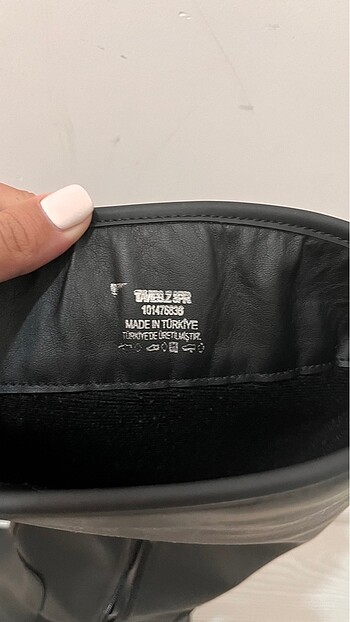 101476836
MADE IN TÜRKİYE
TÜRKİYE'DE ÜRETİLMİŞTİR.